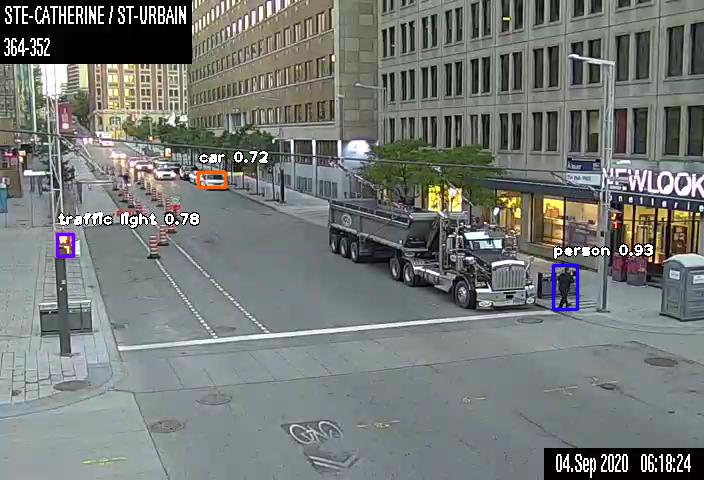 STE-CATHERINE / ST-URBAIN
364-352
car 0.72
traffic light 0.78
person 0.93
NEWLOOK
04.Sep 2020 06:18:24